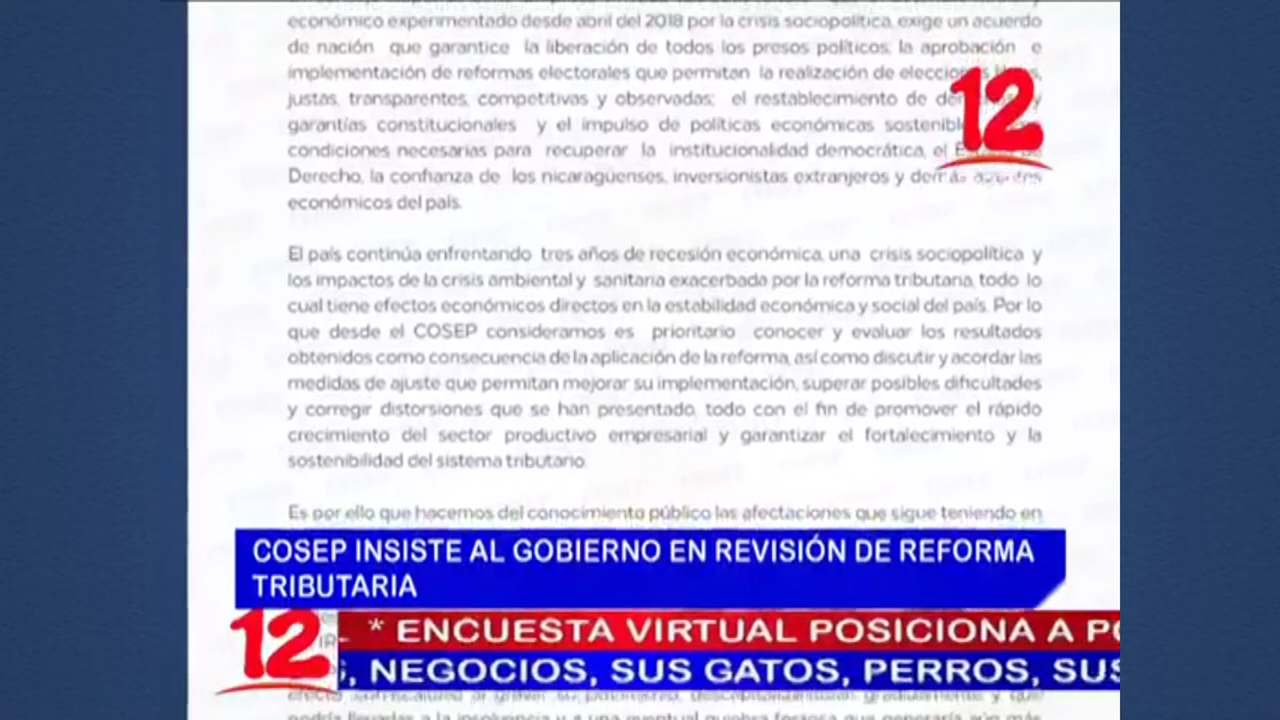 económico experimentado desde abril del 2018 por la crisis sociopolítica, exige un acuerdo
de nación que garantice la liberación de todos los presos políticos; la aprobación e
implementación de reformas electorales que permitan la realización de elecciones libres,
justas, transparentes, competitivas y observadas; el restablecimiento de y
garantías constitucionales y el impulso de políticas económicas
condiciones necesarias para recuperar la institucionalidad democrática, el de
Derecho, la confianza de los nicaragüenses, inversionistas extranjeros y demás agentes
económicos del país.
El país continúa enfrentando tres años de recesión económica, una crisis sociopolítica y
los impactos de la crisis ambiental y sanitaria exacerbada por la reforma tributaria, todo lo
cual tiene efectos económicos directos en la estabilidad económica y social del país. Por lo
que desde el COSEP consideramos es prioritario conocer y evaluar los resultados
obtenidos como consecuencia de la aplicación de la reforma, así como discutir y acordar las
medidas de ajuste que permitan mejorar su implementación, superar posibles dificultades
y corregir distorsiones que se han presentado, todo con el fin de promover el rápido
crecimiento del sector productivo empresarial y garantizar el fortalecimiento y la
sostenibilidad del sistema tributario.
Es por ello que hacemos del conocimiento público las afectaciones que sigue teniendo en
12
COSEP INSISTE AL GOBIERNO EN REVISIÓN DE REFORMA
TRIBUTARIA
12
* ENCUESTA VIRTUAL POSICIONA A
, NEGOCIOS, SUS GATOS, PERROS, SUS